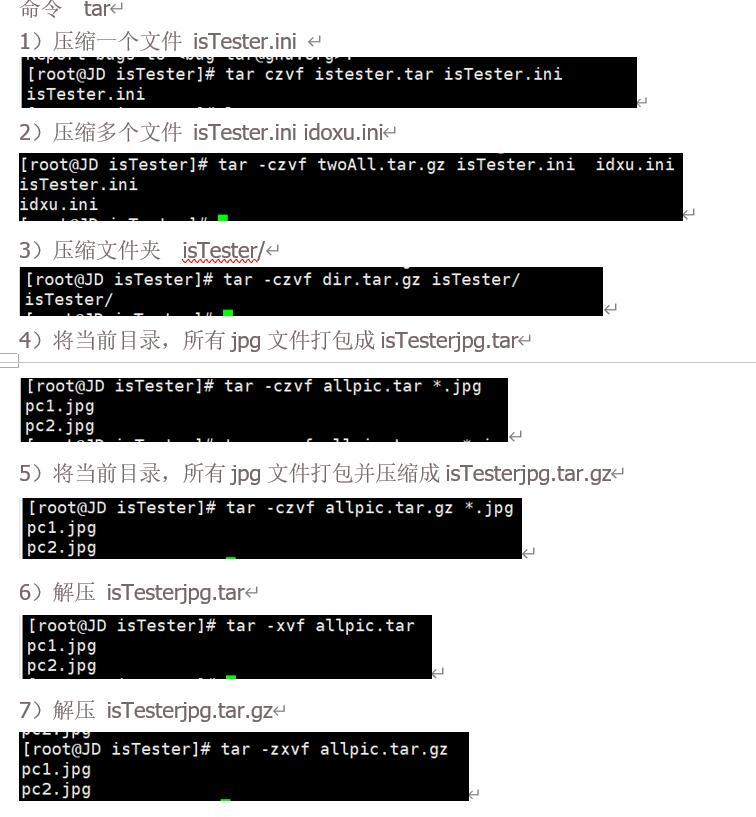 命令 tar
1）压缩一个文件 isTester.ini
[root@JD isTester]# tar czvf istester.tar isTester.ini
isTester.ini
2）压缩多个文件 isTester.ini idoxu.ini
[root@JD isTester]# tar -czvf twoAll.tar.gz isTester.ini  idxu.ini
isTester.ini
idxu.ini
3）压缩文件夹 isTester/
[root@JD isTester]# tar -czvf dir.tar.gz isTester/
isTester/
4）将当前目录，所有 jpg 文件打包成 isTesterjpg.tar
[root@JD isTester]# tar -czvf allpic.tar *.jpg
pc1.jpg
pc2.jpg
5）将当前目录，所有 jpg 文件打包并压缩成 isTesterjpg.tar.gz
[root@JD isTester]# tar -czvf allpic.tar.gz *.jpg
pc1.jpg
pc2.jpg
6）解压 isTesterjpg.tar
[root@JD isTester]# tar -xvf allpic.tar
pc1.jpg
pc2.jpg
7）解压 isTesterjpg.tar.gz
pc2.jpg
[root@JD isTester]# tar -zxvf allpic.tar.gz
pc1.jpg
pc2.jpg